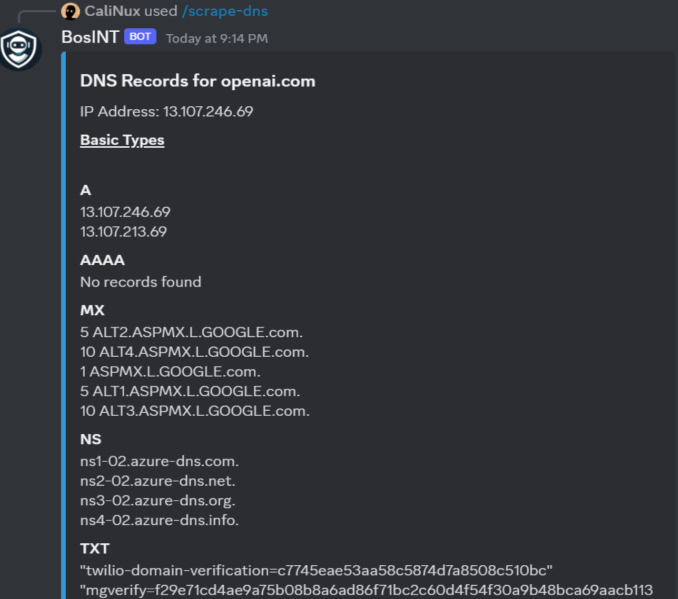 CaliNux used /scrape-dns
BosINT BOT Today at 9:14 PM
DNS Records for openai.com
IP Address: 13.107.246.69
Basic Types
A
13.107.246.69
13.107.213.69
AAAA
No records found
MX
5 ALT2.ASPMX.L.GOOGLE.com.
10 ALT4.ASPMX.L.GOOGLE.com.
1 ASPMX.L.GOOGLE.com.
5 ALT1.ASPMX.L.GOOGLE.com.
10 ALT3.ASPMX.L.GOOGLE.com.
NS
ns1-02.azure-dns.com.
ns2-02.azure-dns.net.
ns3-02.azure-dns.org.
ns4-02.azure-dns.info.
TXT
"twilio-domain-verification=c7745eae53aa58c5874d7a8508c510bc"
"mgverify=f29e71cd4ae9a75b08b8a6ad86f71bc2c60d4f54f30a9b48bca69aacb113